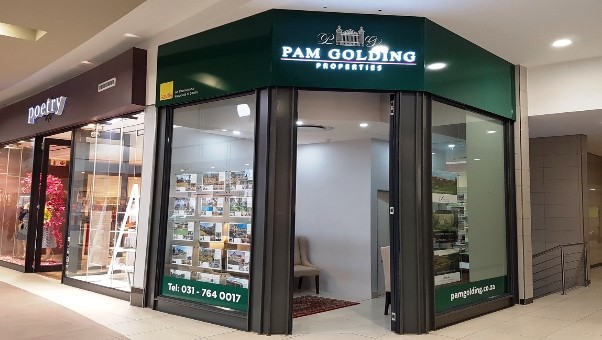 poetry
PAM GOLDING
PROPERTIES
Tel: 031 - 764 0017
pamgolding.co.za